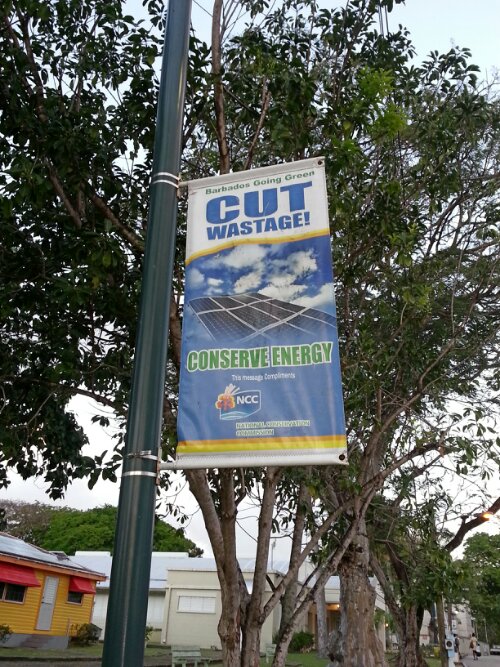 Barbados Going Green
CUT
WASTAGE!
CONSERVE ENERGY
This message Compliments
NCC
NATIONAL CONSERVATION
COMMISSION